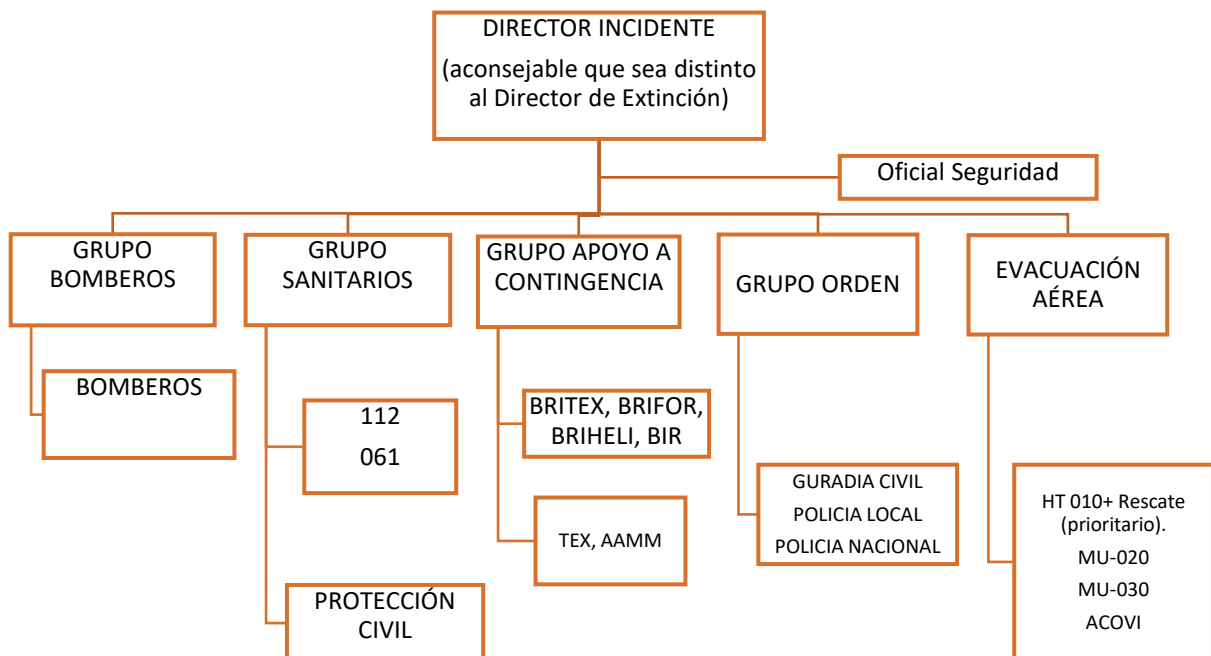 DIRECTOR INCIDENTE
(aconsejable que sea distinto
al Director de Extinción)
Oficial Seguridad
GRUPO
BOMBEROS
GRUPO
SANITARIOS
GRUPO APOYO A
CONTINGENCIA
GRUPO ORDEN
EVACUACIÓN
AÉREA
BOMBEROS
112
061
PROTECCIÓN
CIVIL
BRITEX, BRIFOR,
BRIHELI, BIR
TEX, AAMM
GURADIA CIVIL
POLICIA LOCAL
POLICIA NACIONAL
HT 010+ Rescate
(prioritario).
MU-020
MU-030
ACOVI